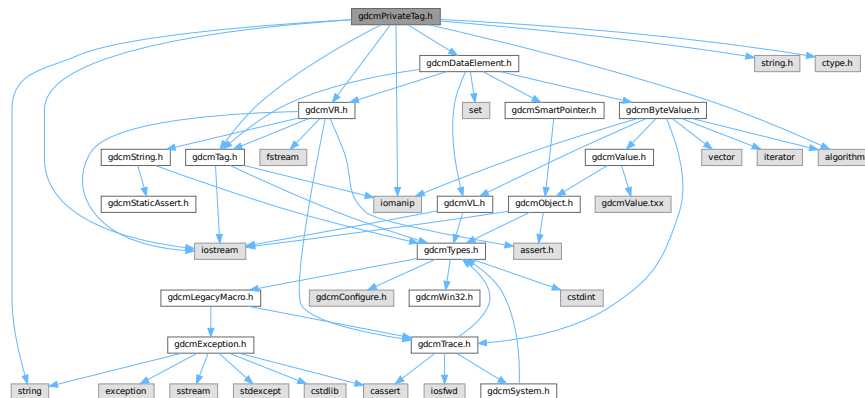 gdcmPrivateTag.h
gdcmDataElement.h
string.h
ctype.h
gdcmVR.h
set
gdcmSmartPointer.h
gdcmByteValue.h
gdcmString.h
gdcmTag.h
fstream
gdcmValue.h
vector
iterator
algorithm
gdcmStaticAssert.h
iomanip
gdcmVL.h
gdcmObject.h
gdcmValue.txx
iostream
gdcmTypes.h
assert.h
gdcmLegacyMacro.h
gdcmConfigure.h
gdcmWin32.h
cstdint
gdcmException.h
gdcmTrace.h
string
exception
sstream
stdexcept
cstdlib
cassert
iosfwd
gdcmSystem.h